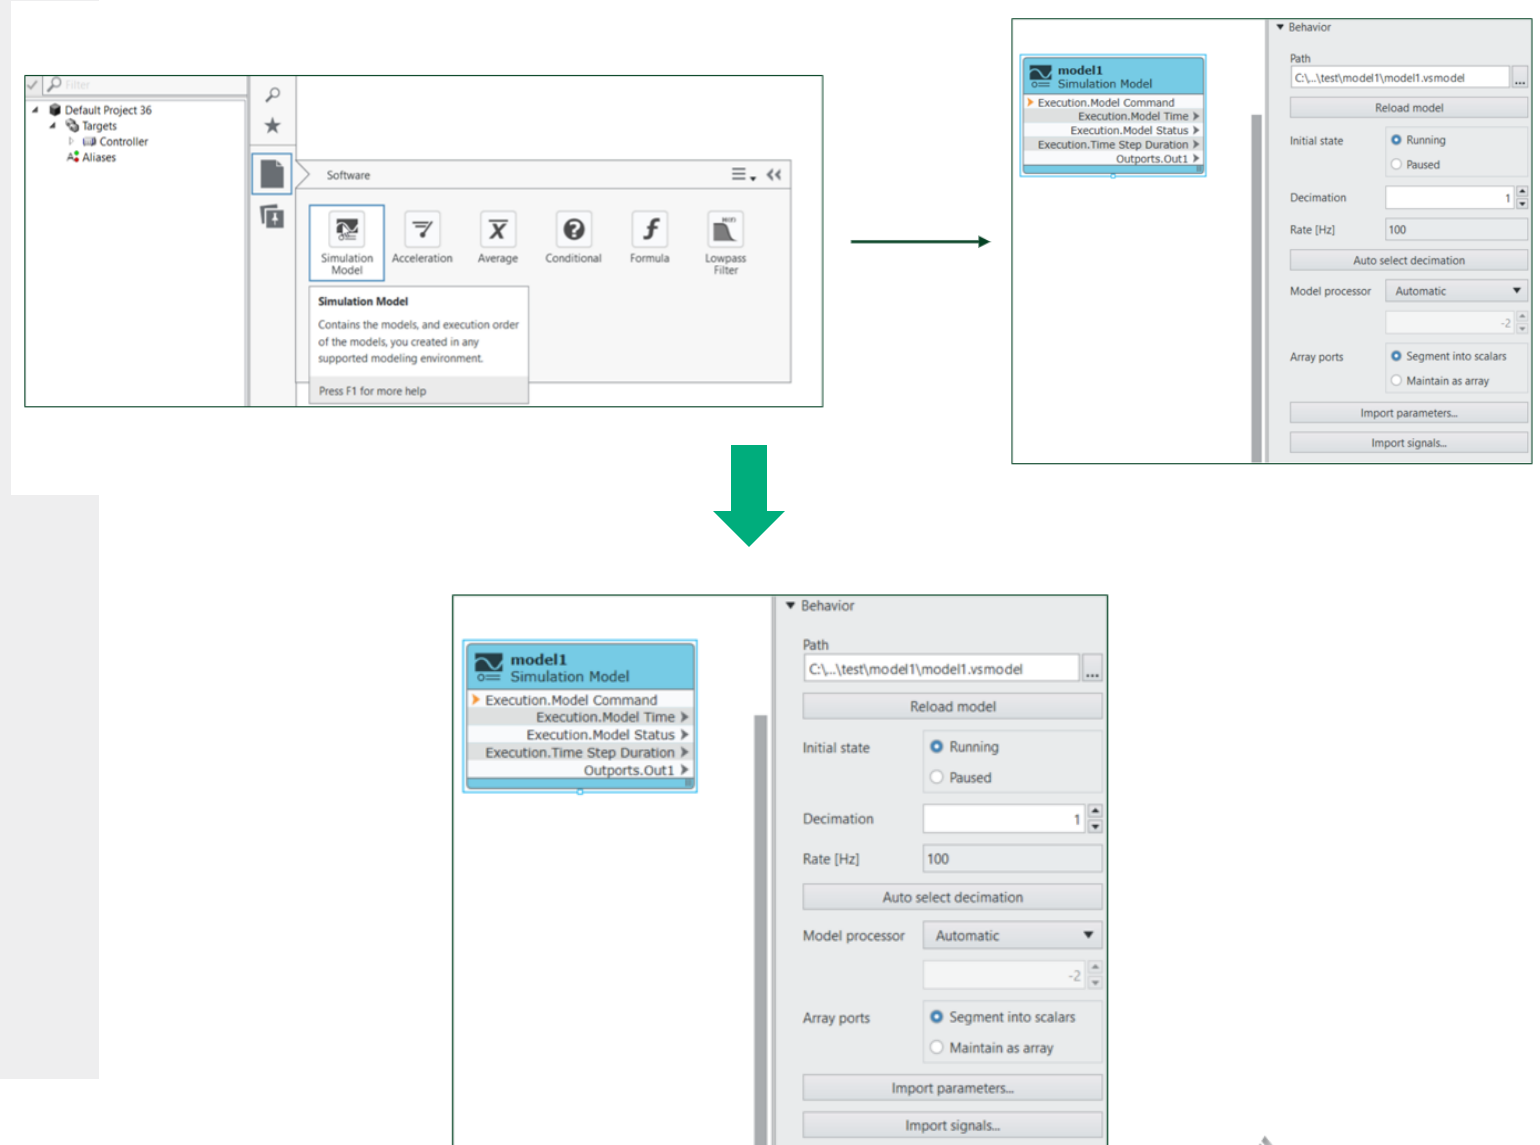 Filter
Default Project 36
Targets
Controller
Aliases
Software
Simulation Model
Acceleration
Average
Conditional
Formula
Lowpass Filter
Simulation Model
Contains the models, and execution order
of the models, you created in any
supported modeling environment.
Press F1 for more help
model1
Simulation Model
Execution.Model Command
Execution.Model Time
Execution.Model Status
Execution.Time Step Duration
Outports.Out1
Behavior
Path
C:\...\test\model1\model1.vsmodel
...
Reload model
Initial state
Running
Paused
Decimation
1
Rate [Hz]
100
Auto select decimation
Model processor
Automatic
-2
Array ports
Segment into scalars
Maintain as array
Import parameters...
Import signals...
model1
Simulation Model
Execution.Model Command
Execution.Model Time
Execution.Model Status
Execution.Time Step Duration
Outports.Out1
Behavior
Path
C:\...\test\model1\model1.vsmodel
...
Reload model
Initial state
Running
Paused
Decimation
1
Rate [Hz]
100
Auto select decimation
Model processor
Automatic
-2
Array ports
Segment into scalars
Maintain as array
Import parameters...
Import signals...